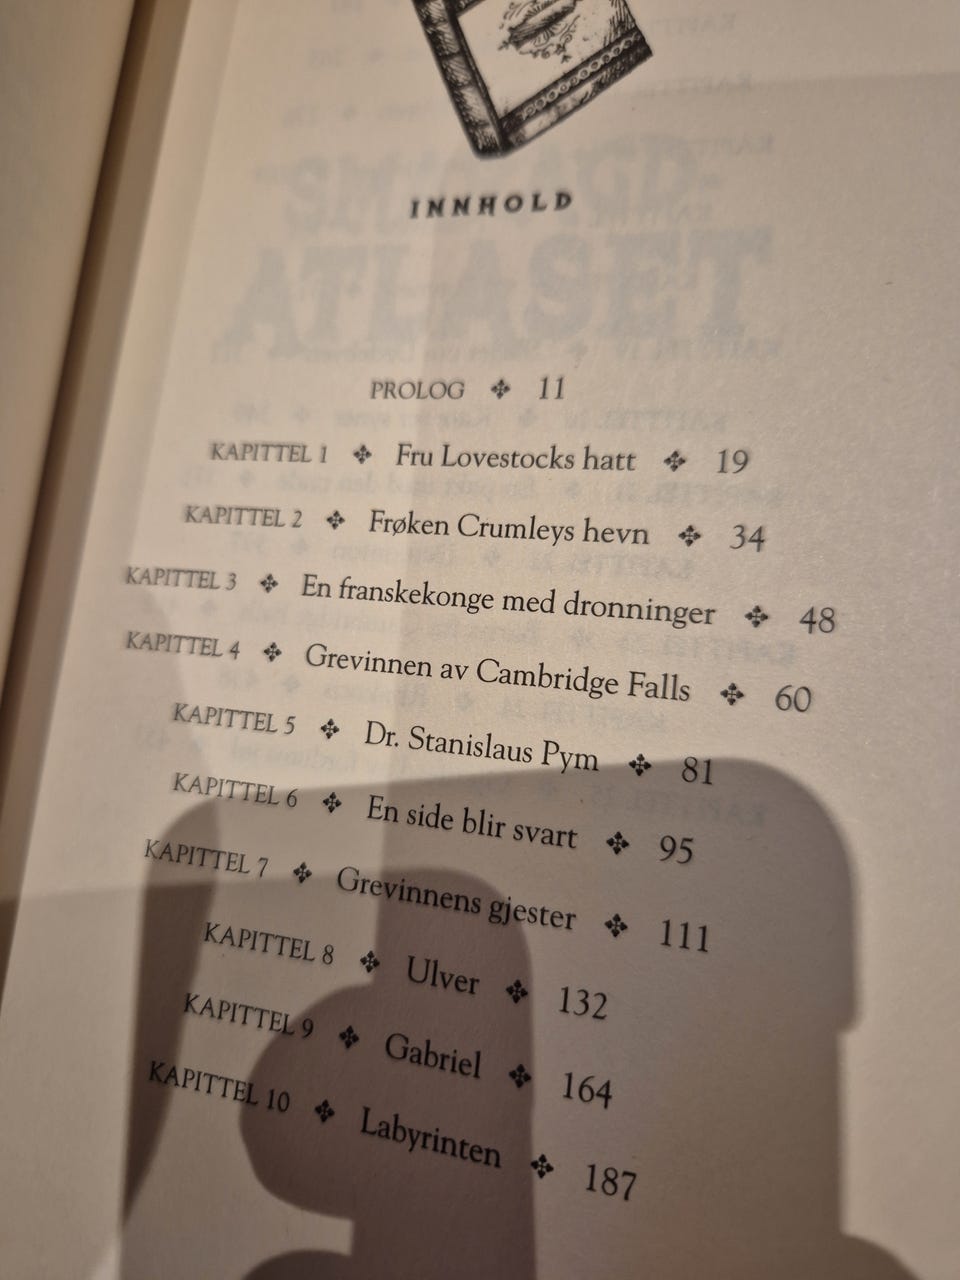 INNHOLD
PROLOG ✤ 11
KAPITTEL 1 ✤ Fru Lovestocks hatt ✤ 19
KAPITTEL 2 ✤ Frøken Crumleys hevn ✤ 34
KAPITTEL 3 ✤ En franskekonge med dronninger ✤ 48
KAPITTEL 4 ✤ Grevinnen av Cambridge Falls ✤ 60
KAPITTEL 5 ✤ Dr. Stanislaus Pym ✤ 81
KAPITTEL 6 ✤ En side blir svart ✤ 95
KAPITTEL 7 ✤ Grevinnens gjester ✤ 111
KAPITTEL 8 ✤ Ulver ✤ 132
KAPITTEL 9 ✤ Gabriel ✤ 164
KAPITTEL 10 ✤ Labyrinten ✤ 187